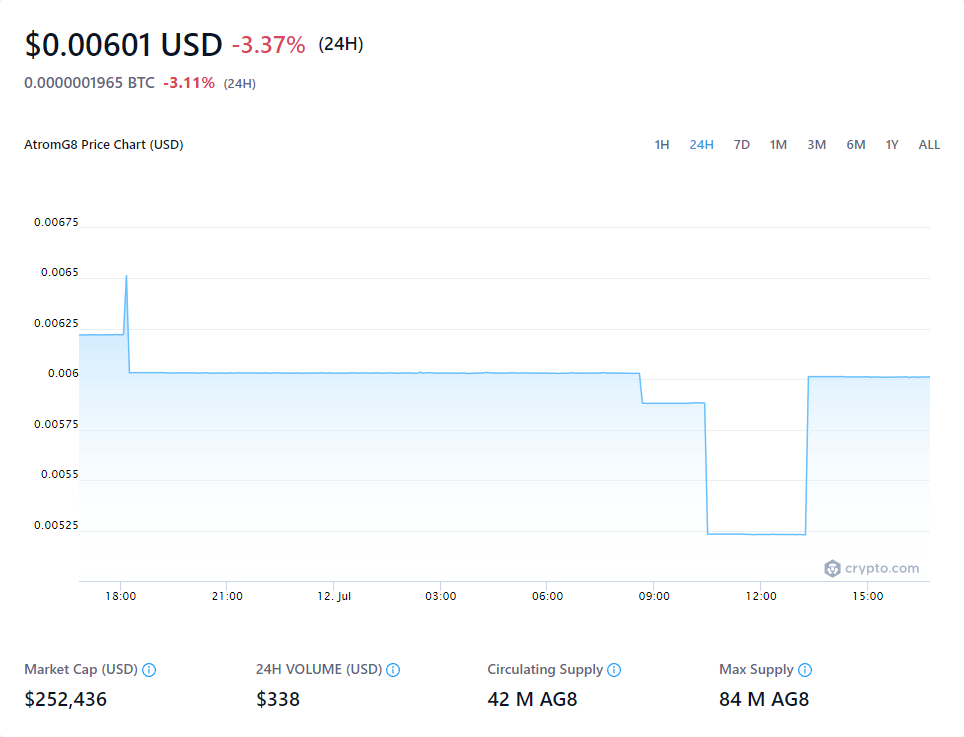 $0.00601 USD -3.37% (24H)
0.0000001965 BTC -3.11% (24H)
AtromG8 Price Chart (USD)
1H 24H 7D 1M 3M 6M 1Y ALL
0.00675
0.0065
0.00625
0.006
0.00575
0.0055
0.00525
crypto.com
18:00 21:00 12. Jul 03:00 06:00 09:00 12:00 15:00
Market Cap (USD) 24H VOLUME (USD) Circulating Supply Max Supply
$252,436 $338 42 M AG8 84 M AG8